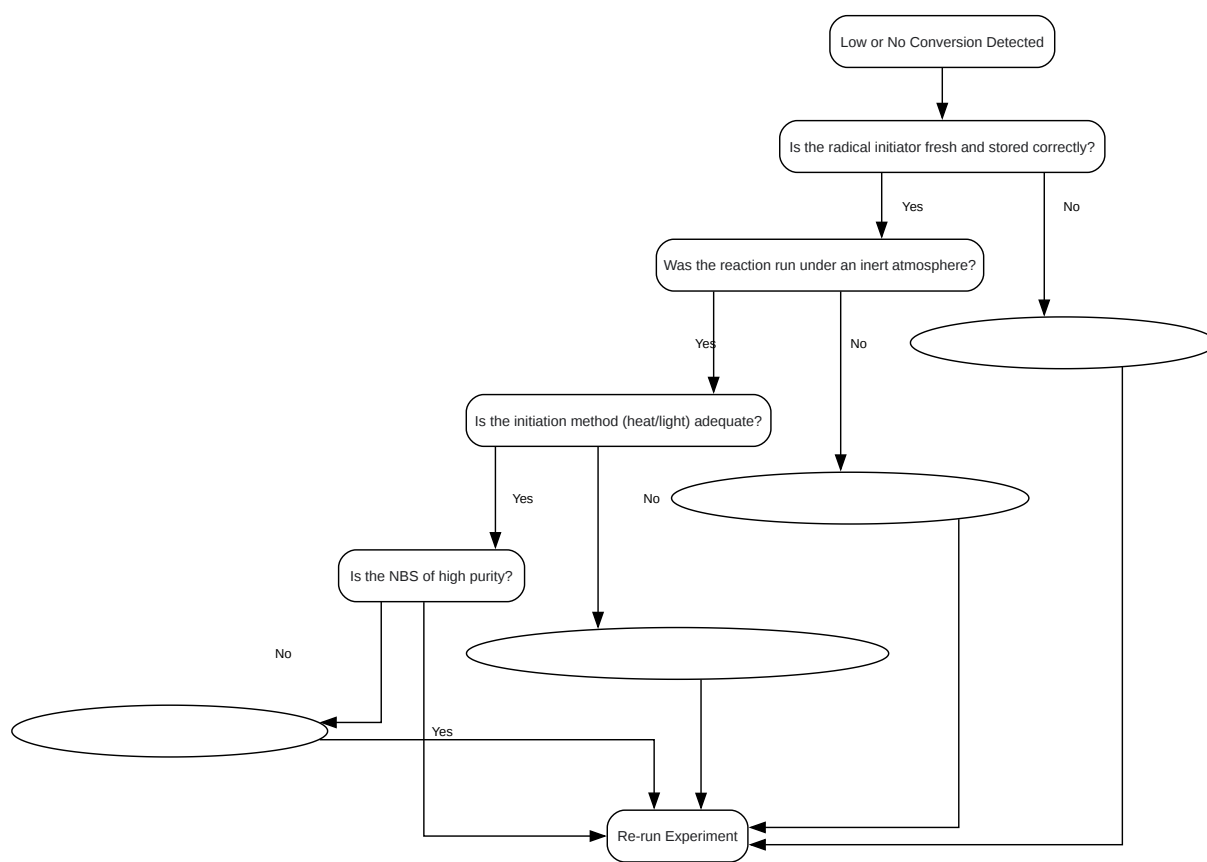 Low or No Conversion Detected
Is the radical initiator fresh and stored correctly?
Yes
No
Was the reaction run under an inert atmosphere?
Yes
No
Is the initiation method (heat/light) adequate?
Yes
No
Is the NBS of high purity?
No
Yes
Re-run Experiment